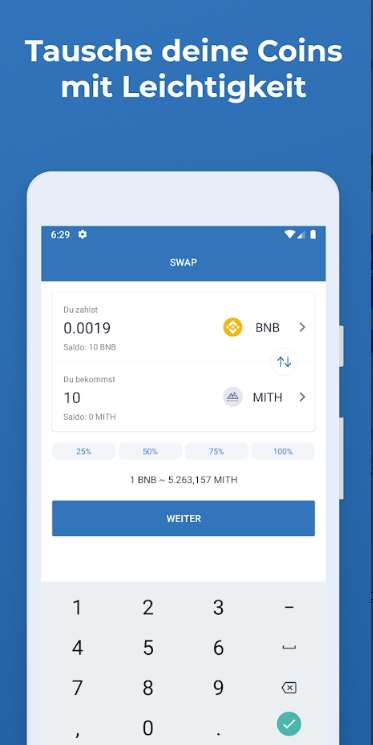 Tausche deine Coins
mit Leichtigkeit
6:29
SWAP
Du zahlst
0.0019
BNB
Saldo: 10 BNB
Du bekommst
10
MITH
Saldo: 0 MITH
25% 50% 75% 100%
1 BNB ~ 5.263,157 MITH
WEITER
1 2 3 –
4 5 6
7 8 9
, 0 .